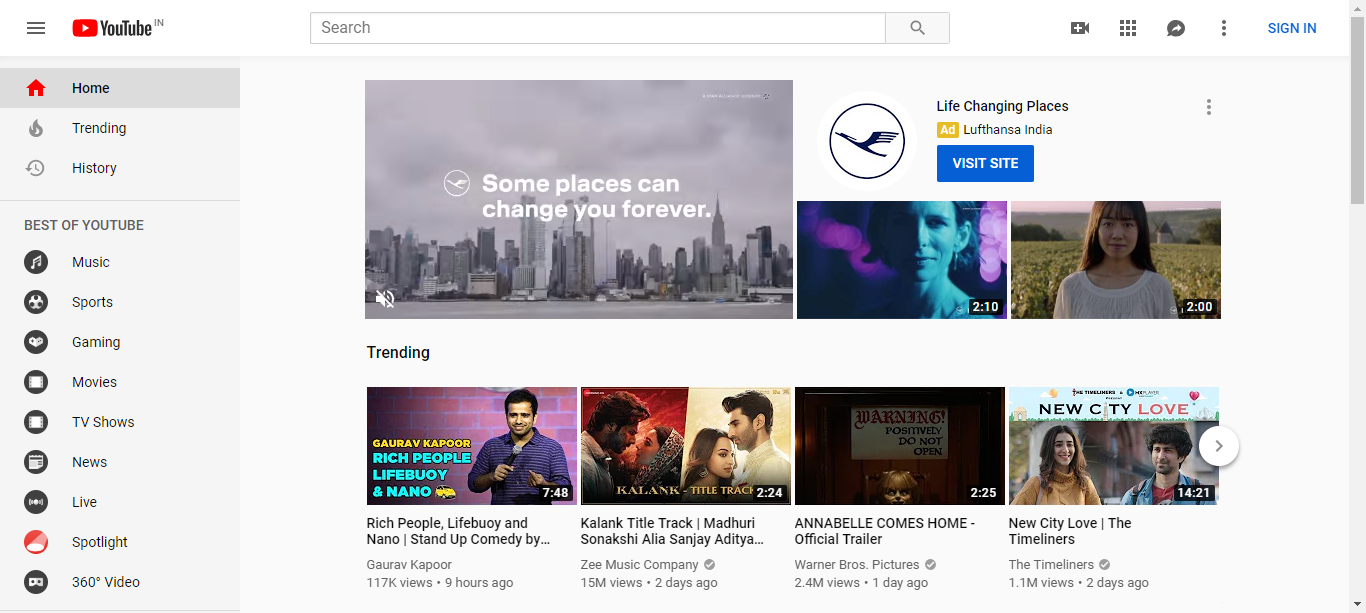 YouTube IN
Search
SIGN IN
Home
Trending
History
BEST OF YOUTUBE
Music
Sports
Gaming
Movies
TV Shows
News
Live
Spotlight
360° Video
Some places can
change you forever.
Life Changing Places
Ad Lufthansa India
VISIT SITE
2:10
2:00
Trending
GAURAV KAPOOR
RICH PEOPLE
LIFEBUOY
& NANO
7:48
Rich People, Lifebuoy and
Nano | Stand Up Comedy by...
Gaurav Kapoor
117K views • 9 hours ago
KALANK - TITLE TRACK
2:24
Kalank Title Track | Madhuri
Sonakshi Alia Sanjay Aditya...
Zee Music Company
15M views • 2 days ago
WARNING!
POSITIVELY
DO NOT
OPEN
2:25
ANNABELLE COMES HOME -
Official Trailer
Warner Bros. Pictures
2.4M views • 1 day ago
THE TIMELINERS & MXPLAYER
Present
NEW CITY LOVE
14:21
New City Love | The
Timeliners
The Timeliners
1.1M views • 2 days ago